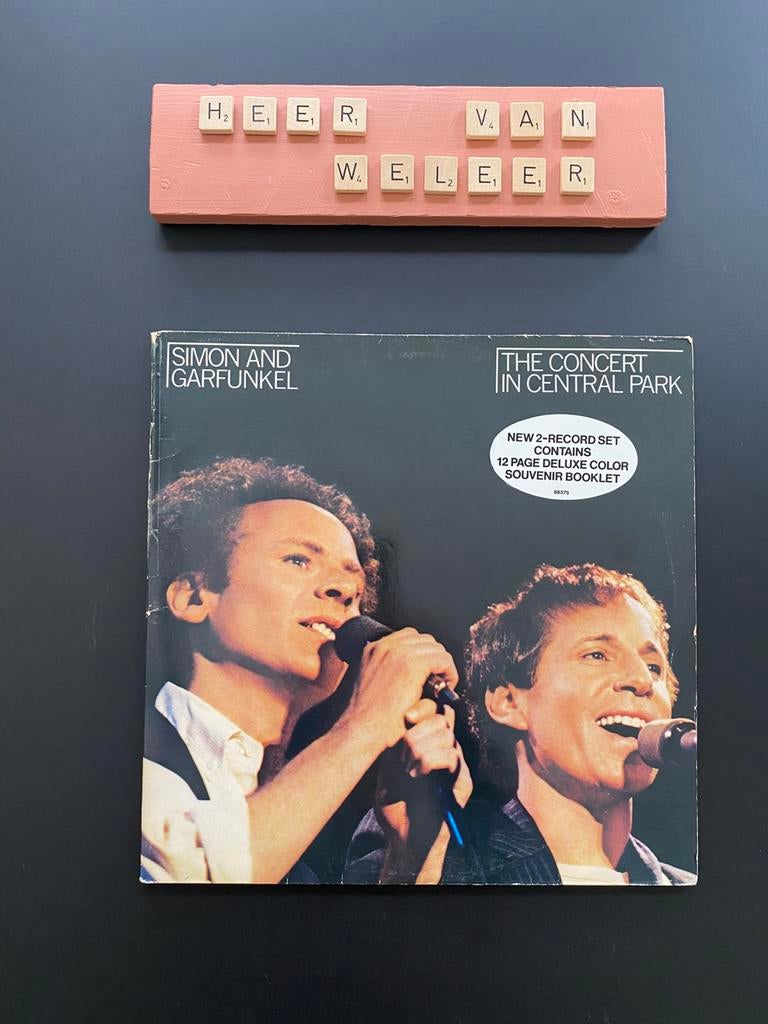 HEER VAN
WELEER
SIMON AND
GARFUNKEL
THE CONCERT
IN CENTRAL PARK
NEW 2-RECORD SET
CONTAINS
12 PAGE DELUXE COLOR
SOUVENIR BOOKLET
88575